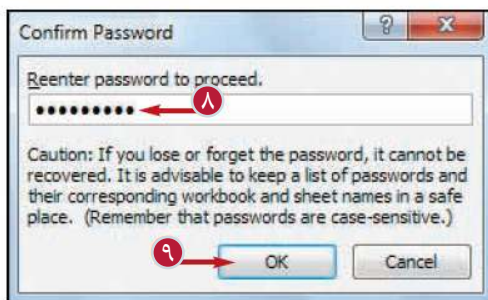 Confirm Password
Reenter password to proceed.
•••••••••
٨
Caution: If you lose or forget the password, it cannot be
recovered. It is advisable to keep a list of passwords and
their corresponding workbook and sheet names in a safe
place. (Remember that passwords are case-sensitive.)
٩
OK Cancel